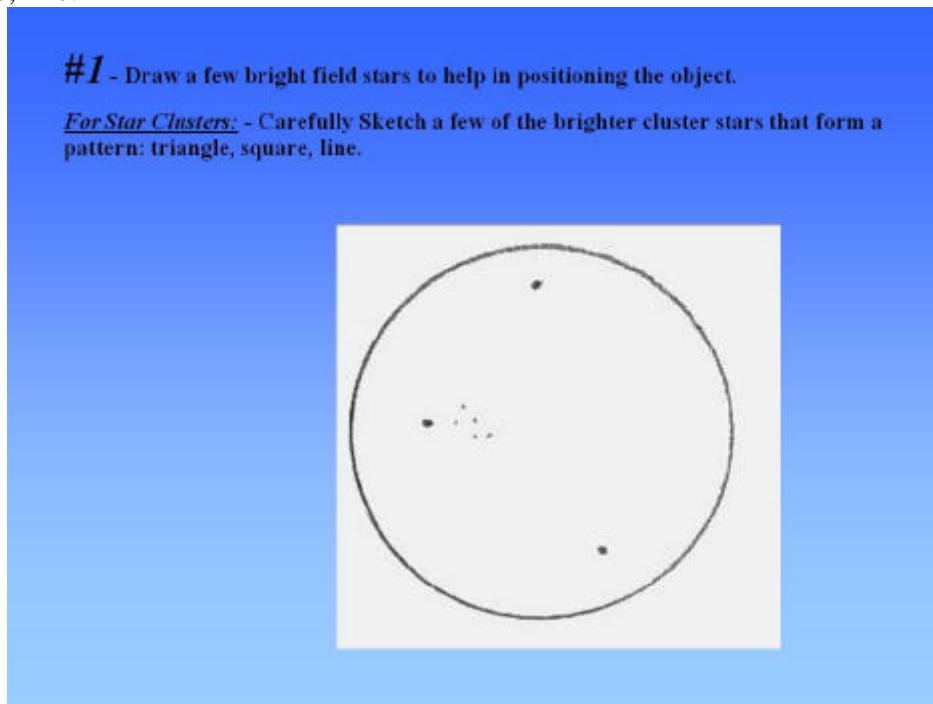 #1 - Draw a few bright field stars to help in positioning the object.
For Star Clusters: - Carefully Sketch a few of the brighter cluster stars that form a
pattern: triangle, square, line.